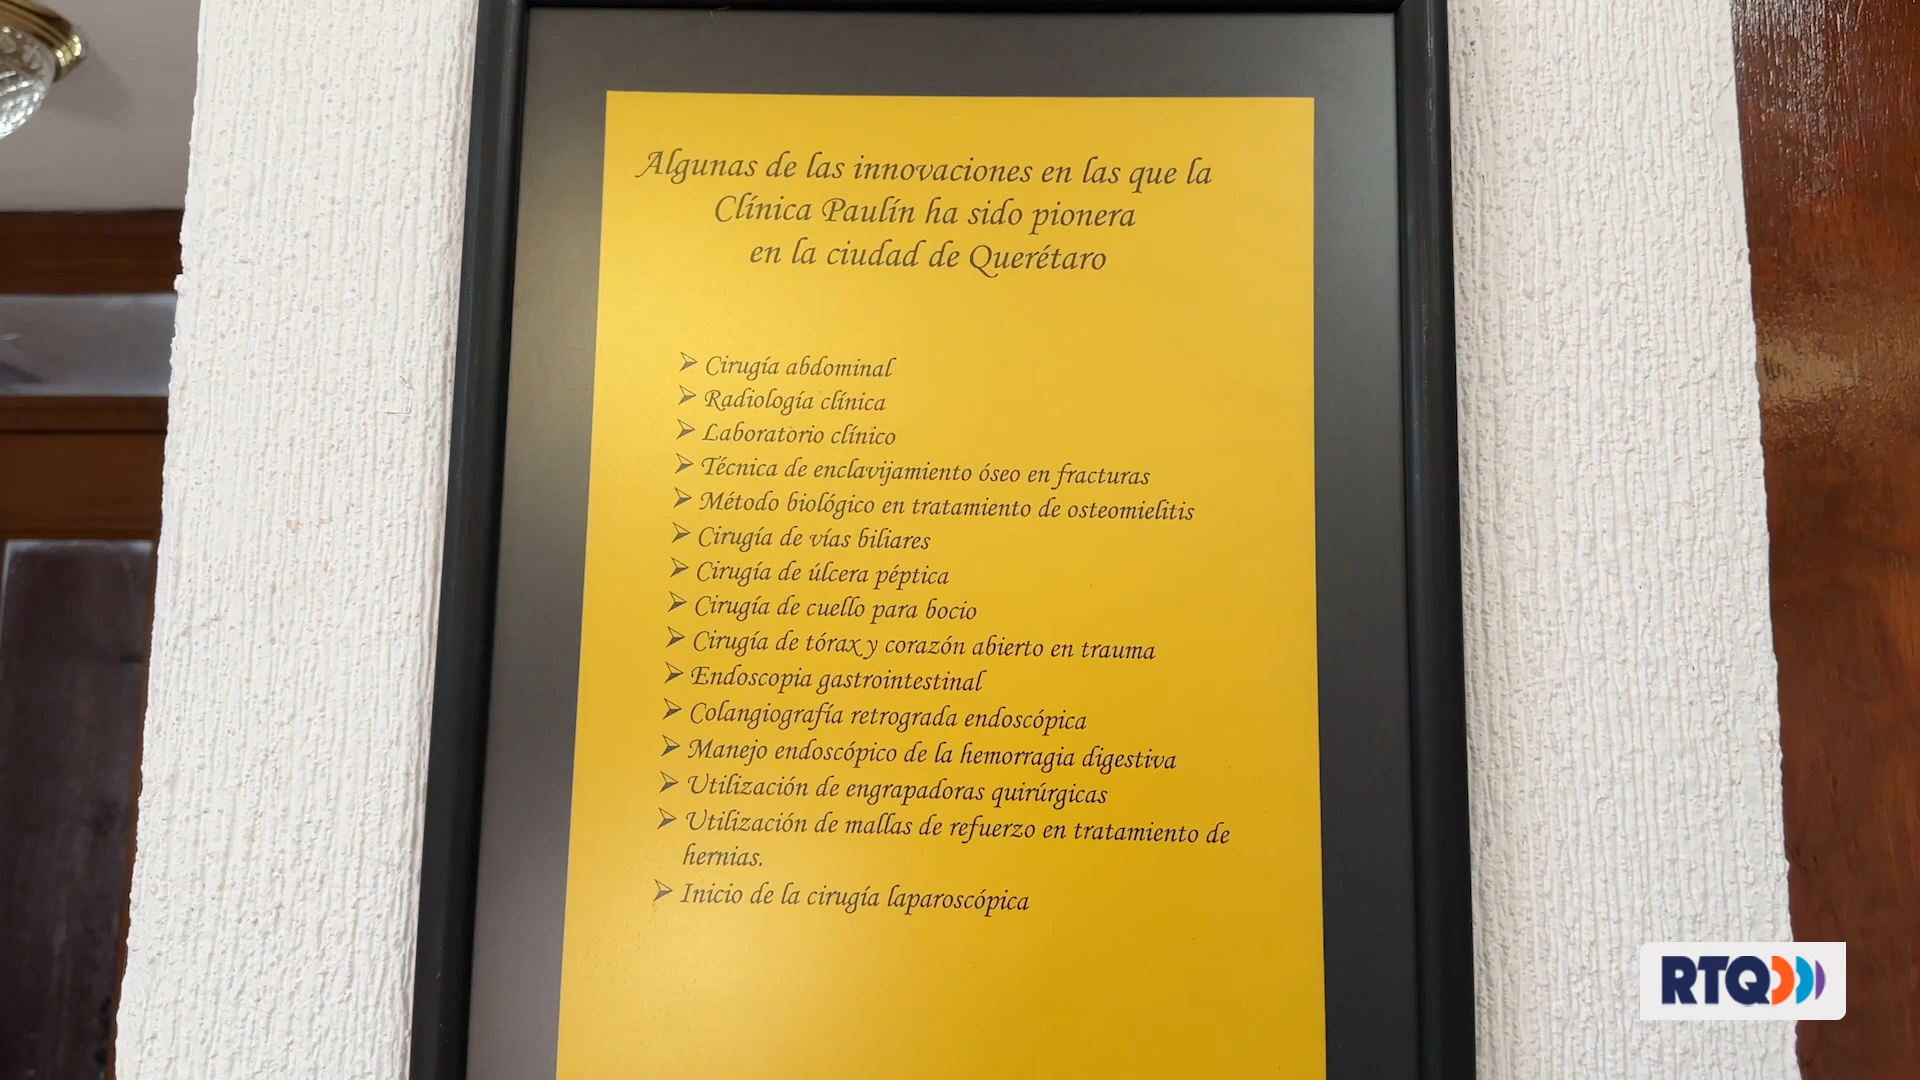 Algunas de las innovaciones en las que la
Clínica Paulín ha sido pionera
en la ciudad de Querétaro
➢ Cirugía abdominal
➢ Radiología clínica
➢ Laboratorio clínico
➢ Técnica de enclavijamiento óseo en fracturas
➢ Método biológico en tratamiento de osteomielitis
➢ Cirugía de vías biliares
➢ Cirugía de úlcera péptica
➢ Cirugía de cuello para bocio
➢ Cirugía de tórax y corazón abierto en trauma
➢ Endoscopia gastrointestinal
➢ Colangiografía retrograda endoscópica
➢ Manejo endoscópico de la hemorragia digestiva
➢ Utilización de engrapadoras quirúrgicas
➢ Utilización de mallas de refuerzo en tratamiento de
hernias.
➢ Inicio de la cirugía laparoscópica
RTQ